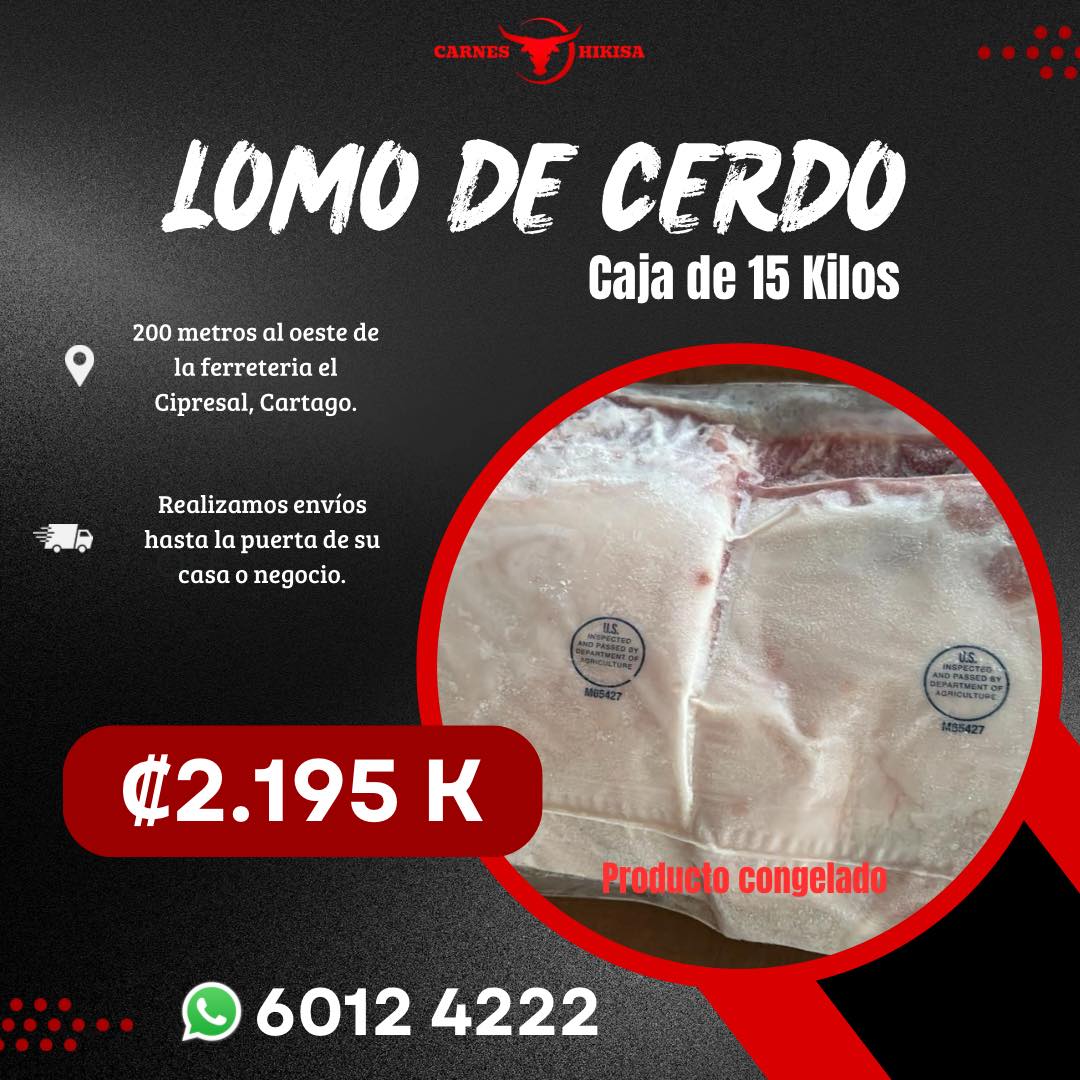 CARNES HIKISA
LOMO DE CERDO
Caja de 15 Kilos
200 metros al oeste de
la ferreteria el
Cipresal, Cartago.
Realizamos envíos
hasta la puerta de su
casa o negocio.
U.S.
INSPECTED
AND PASSED BY
DEPARTMENT OF
AGRICULTURE
M85427
U.S.
INSPECTED
AND PASSED BY
DEPARTMENT OF
AGRICULTURE
M85427
₡2.195 K
Producto congelado
6012 4222